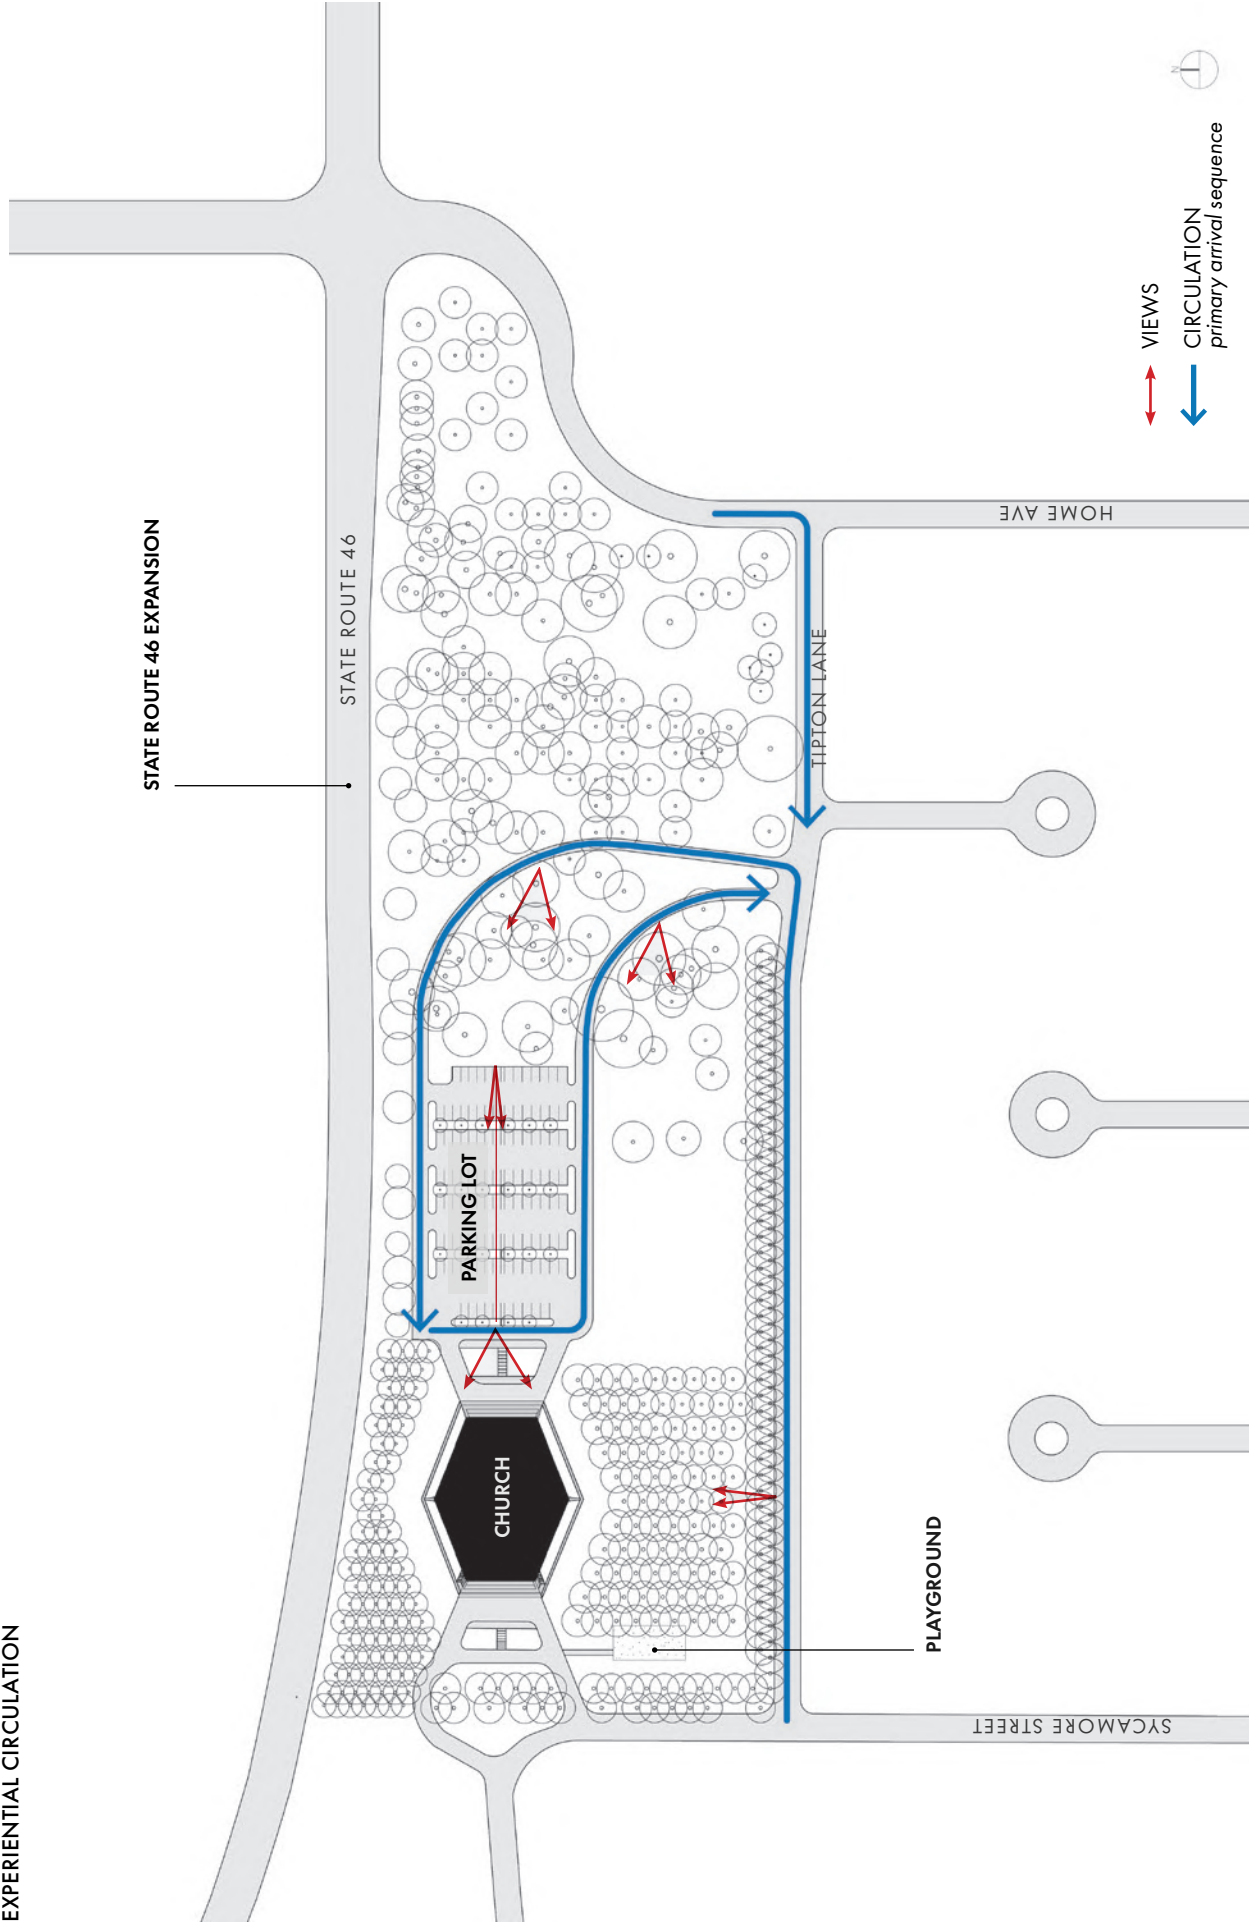 EXPERIENTIAL CIRCULATION
STATE ROUTE 46 EXPANSION
STATE ROUTE 46
PARKING LOT
CHURCH
PLAYGROUND
TIPTON LANE
HOME AVE
SYCAMORE STREET
VIEWS
CIRCULATION
primary arrival sequence
N